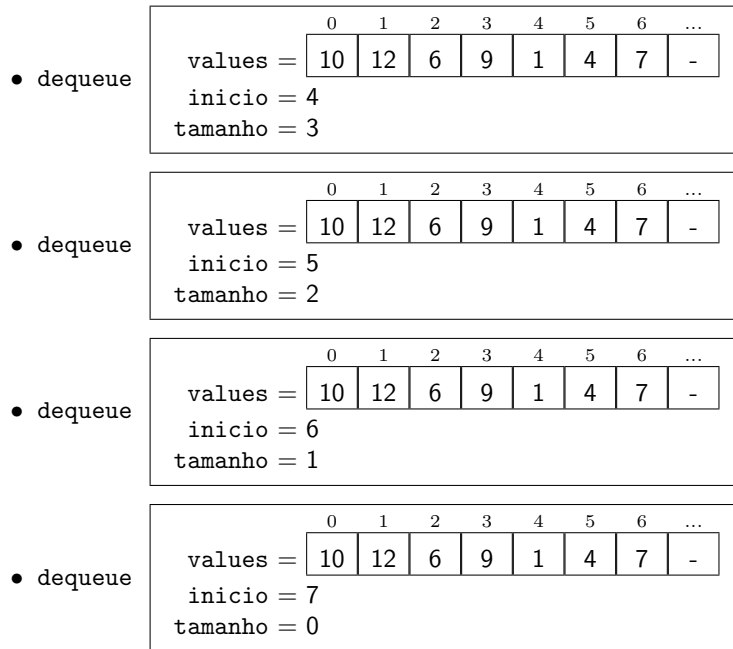 0 1 2 3 4 5 6 ...
values = 10 12 6 9 1 4 7 -
• dequeue
inicio = 4
tamanho = 3
0 1 2 3 4 5 6 ...
values = 10 12 6 9 1 4 7 -
• dequeue
inicio = 5
tamanho = 2
0 1 2 3 4 5 6 ...
values = 10 12 6 9 1 4 7 -
• dequeue
inicio = 6
tamanho = 1
0 1 2 3 4 5 6 ...
values = 10 12 6 9 1 4 7 -
• dequeue
inicio = 7
tamanho = 0